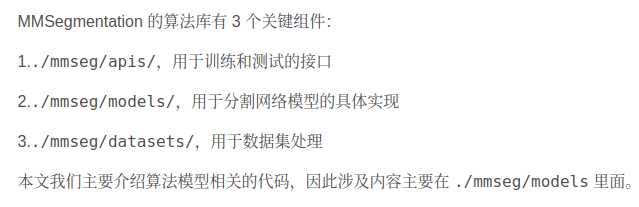 MMSegmentation 的算法库有 3 个关键组件：
1../mmseg/apis/，用于训练和测试的接口
2../mmseg/models/，用于分割网络模型的具体实现
3../mmseg/datasets/，用于数据集处理
本文我们主要介绍算法模型相关的代码，因此涉及内容主要在 ./mmseg/models 里面。